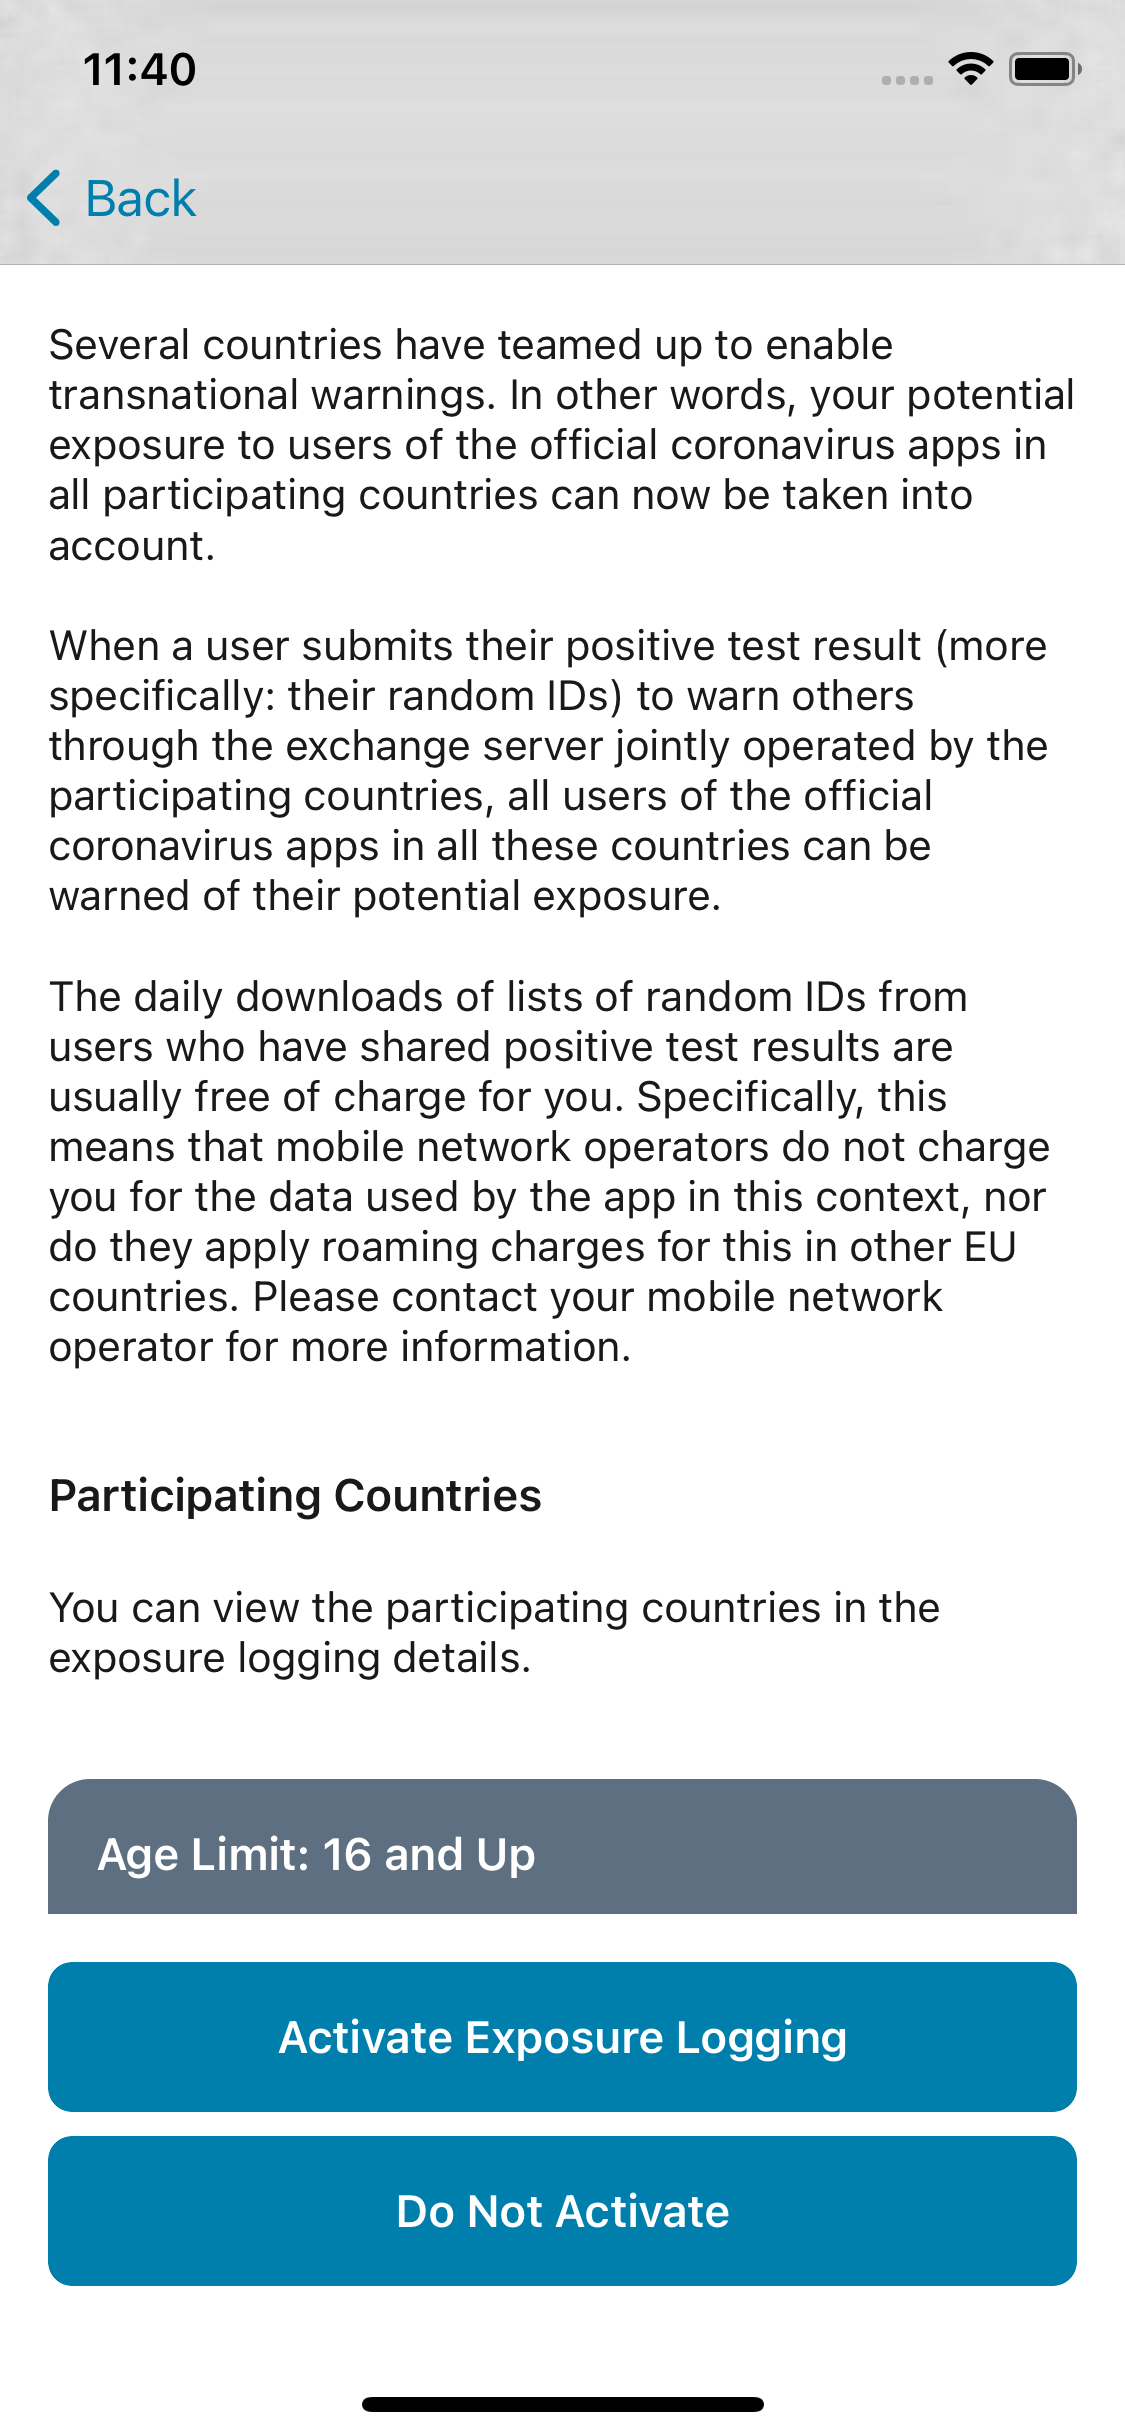 11:40
Back
Several countries have teamed up to enable
transnational warnings. In other words, your potential
exposure to users of the official coronavirus apps in
all participating countries can now be taken into
account.
When a user submits their positive test result (more
specifically: their random IDs) to warn others
through the exchange server jointly operated by the
participating countries, all users of the official
coronavirus apps in all these countries can be
warned of their potential exposure.
The daily downloads of lists of random IDs from
users who have shared positive test results are
usually free of charge for you. Specifically, this
means that mobile network operators do not charge
you for the data used by the app in this context, nor
do they apply roaming charges for this in other EU
countries. Please contact your mobile network
operator for more information.
Participating Countries
You can view the participating countries in the
exposure logging details.
Age Limit: 16 and Up
Activate Exposure Logging
Do Not Activate